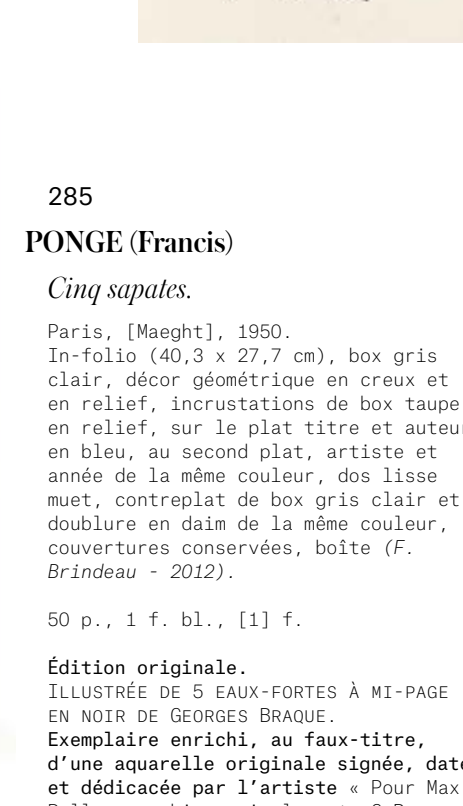 285
PONGE (Francis)
Cinq sapates.
Paris, [Maeght], 1950.
In-folio (40,3 x 27,7 cm), box gris
clair, décor géométrique en creux et
en relief, incrustations de box taupe
en relief, sur le plat titre et auteur
en bleu, au second plat, artiste et
année de la même couleur, dos lisse
muet, contreplat de box gris clair et
doublure en daim de la même couleur,
couvertures conservées, boîte (F.
Brindeau - 2012).
50 p., 1 f. bl., [1] f.
Édition originale.
ILLUSTRÉE DE 5 EAUX-FORTES À MI-PAGE
EN NOIR DE GEORGES BRAQUE.
Exemplaire enrichi, au faux-titre,
d'une aquarelle originale signée,
et dédicacée par l'artiste « Pour Max